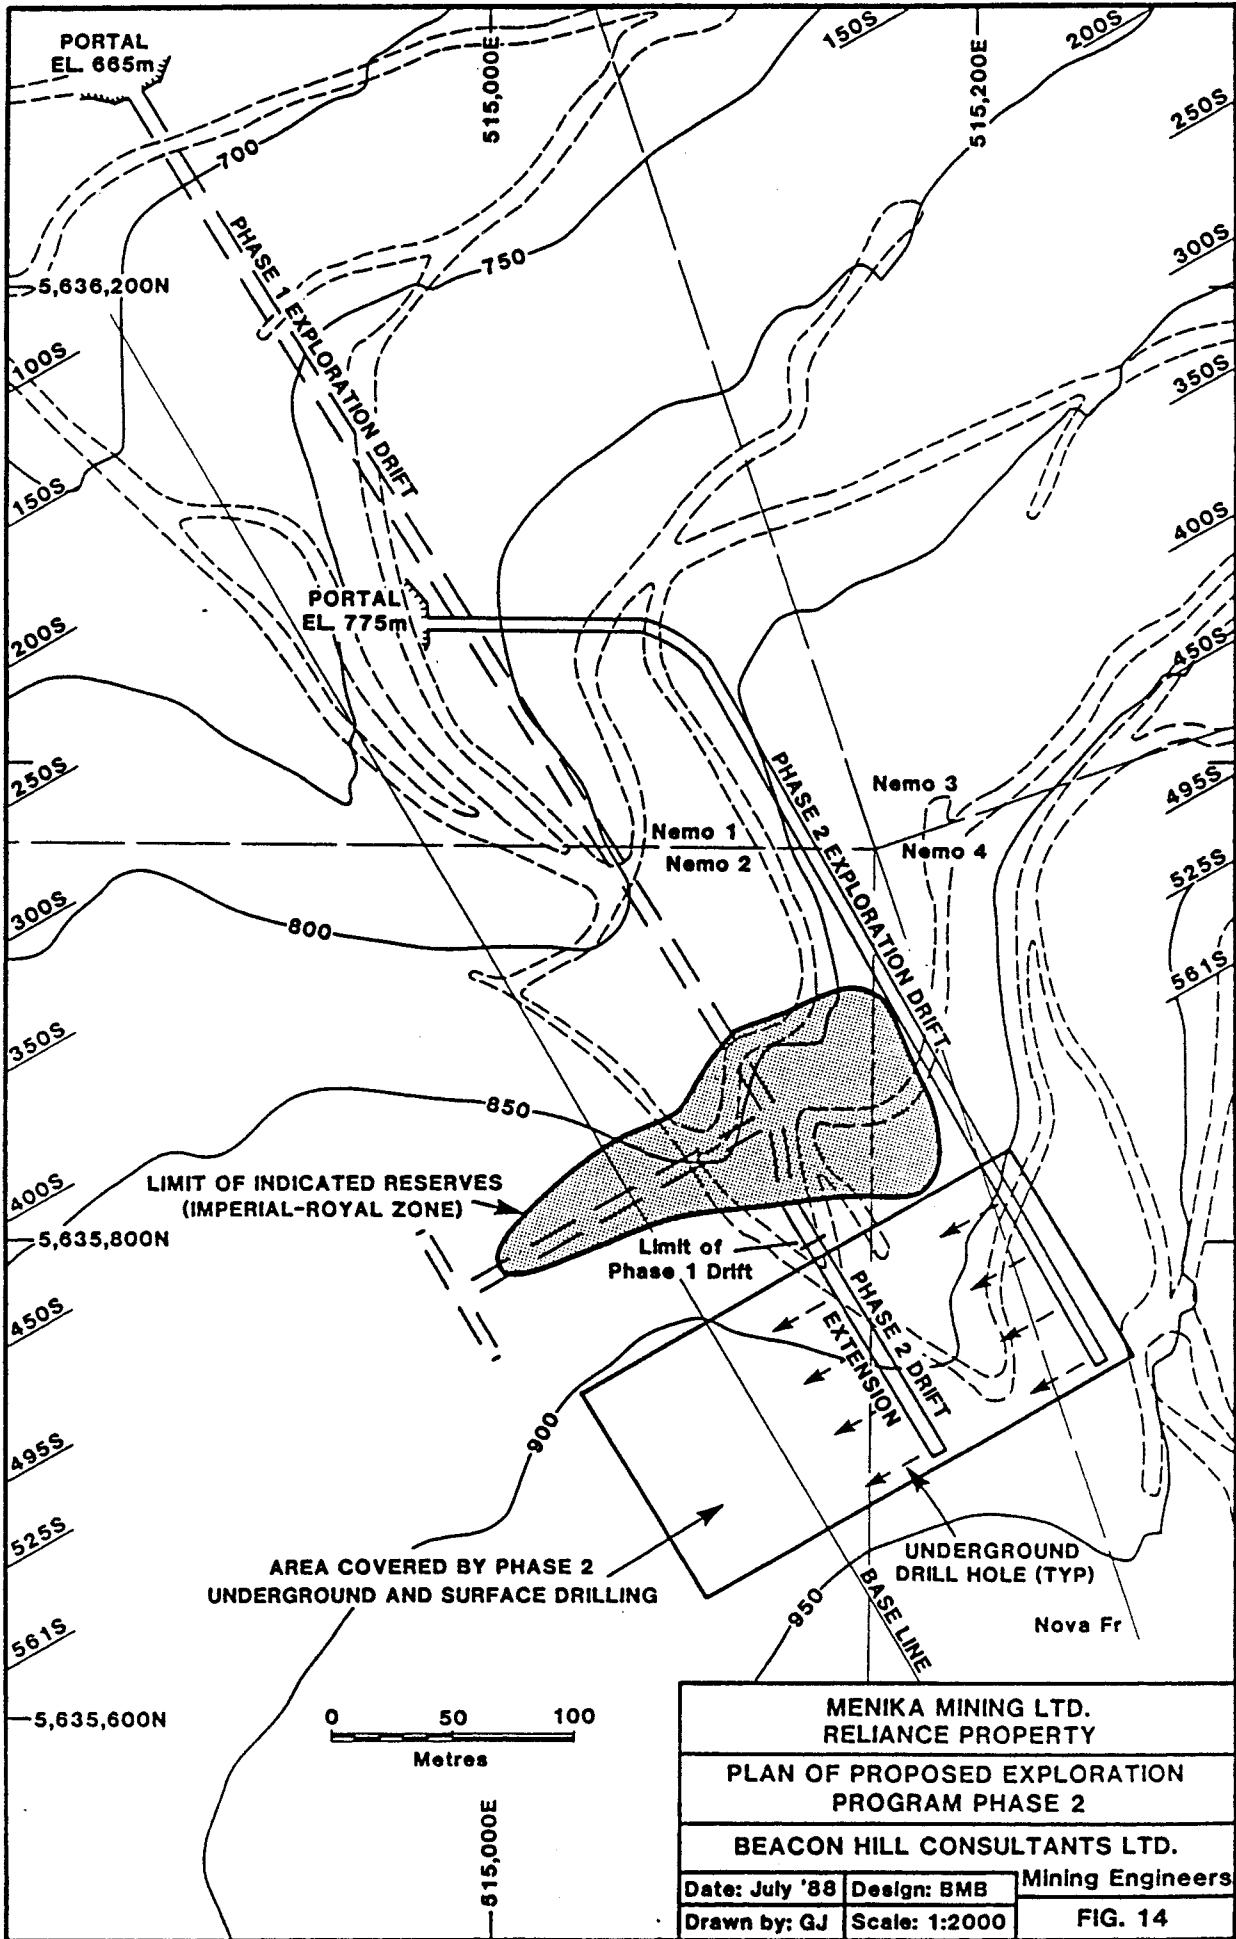 PORTAL
EL. 665m
515,000E
150S
515,200E
200S
250S
700
PHASE 1 EXPLORATION DRIFT
750
300S
5,636,200N
100S
350S
150S
400S
PORTAL
EL. 775m
200S
450S
250S
PHASE 2 EXPLORATION DRIFT
Nemo 3
495S
Nemo 1
Nemo 2
Nemo 4
525S
300S
800
561S
350S
850
LIMIT OF INDICATED RESERVES
(IMPERIAL-ROYAL ZONE)
400S
5,635,800N
Limit of
Phase 1 Drift
450S
PHASE 2 DRIFT
EXTENSION
900
495S
525S
AREA COVERED BY PHASE 2
UNDERGROUND AND SURFACE DRILLING
UNDERGROUND
DRILL HOLE (TYP)
950
BASE LINE
Nova Fr
561S
5,635,600N
0 50 100
Metres
515,000E
MENIKA MINING LTD.
RELIANCE PROPERTY
PLAN OF PROPOSED EXPLORATION
PROGRAM PHASE 2
BEACON HILL CONSULTANTS LTD.
Mining Engineers
Date: July '88 Design: BMB
Drawn by: GJ Scale: 1:2000
FIG. 14